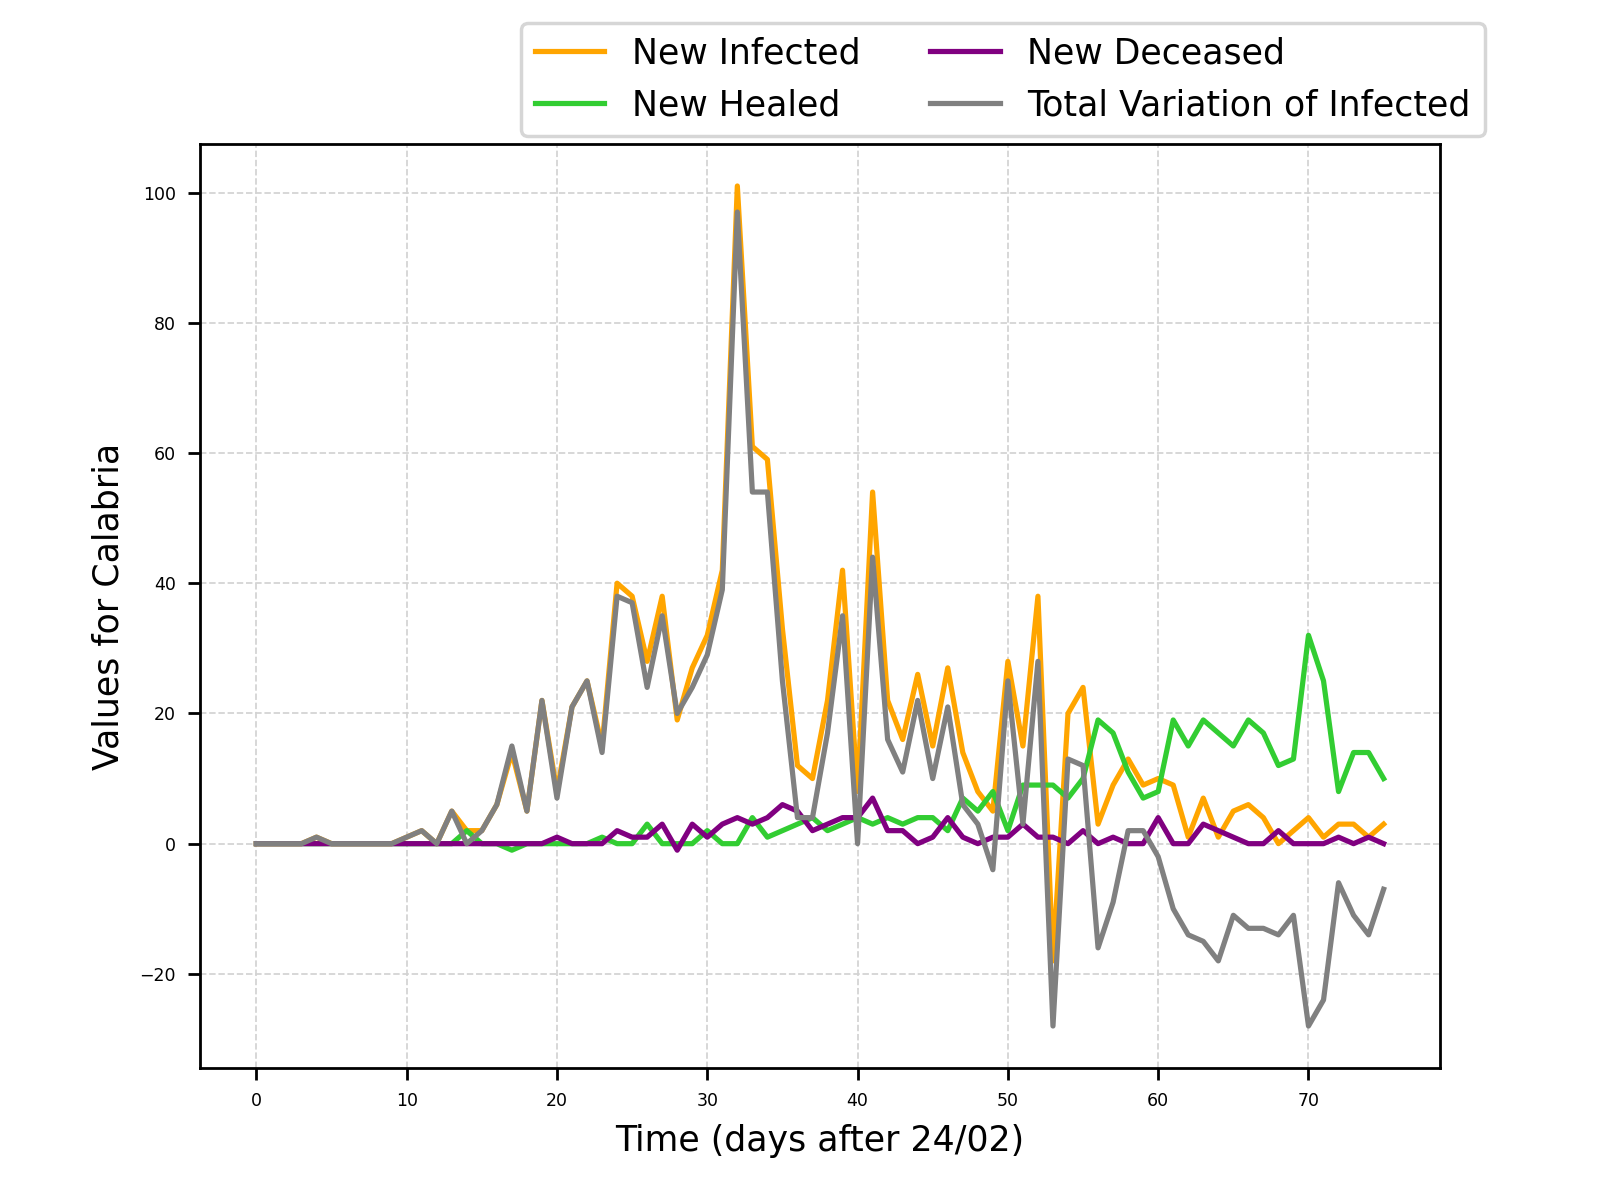 New Infected New Deceased
New Healed Total Variation of Infected
100
80
60
40
20
0
−20
Values for Calabria
0 10 20 30 40 50 60 70
Time (days after 24/02)